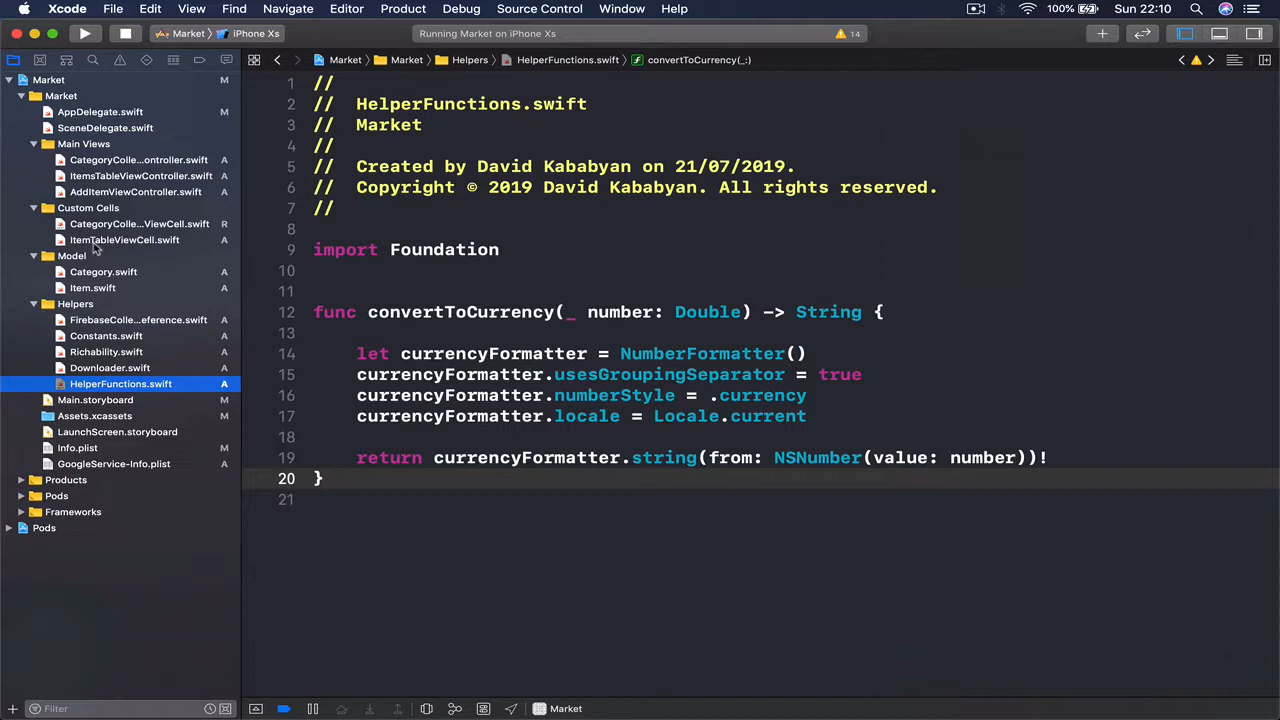 Xcode File Edit View Find Navigate Editor Product Debug Source Control Window Help 100% Sun 22:10
Market iPhone Xs Running Market on iPhone Xs 14
Market Market Helpers HelperFunctions.swift convertToCurrency(_:)
Market M
Market
AppDelegate.swift M
SceneDelegate.swift
Main Views
CategoryColle...ontroller.swift A
ItemsTableViewController.swift A
AddItemViewController.swift A
Custom Cells
CategoryColle...ViewCell.swift R
ItemTableViewCell.swift A
Model
Category.swift A
Item.swift A
Helpers
FirebaseColle...eference.swift A
Constants.swift A
Richability.swift A
Downloader.swift A
HelperFunctions.swift A
Main.storyboard M
Assets.xcassets M
LaunchScreen.storyboard
Info.plist M
GoogleService-Info.plist A
Products
Pods
Frameworks
Pods
Filter
1 //
2 // HelperFunctions.swift
3 // Market
4 //
5 // Created by David Kababyan on 21/07/2019.
6 // Copyright © 2019 David Kababyan. All rights reserved.
7 //
8
9 import Foundation
10
11
12 func convertToCurrency(_ number: Double) -> String {
13
14 let currencyFormatter = NumberFormatter()
15 currencyFormatter.usesGroupingSeparator = true
16 currencyFormatter.numberStyle = .currency
17 currencyFormatter.locale = Locale.current
18
19 return currencyFormatter.string(from: NSNumber(value: number))!
20 }
21
Market